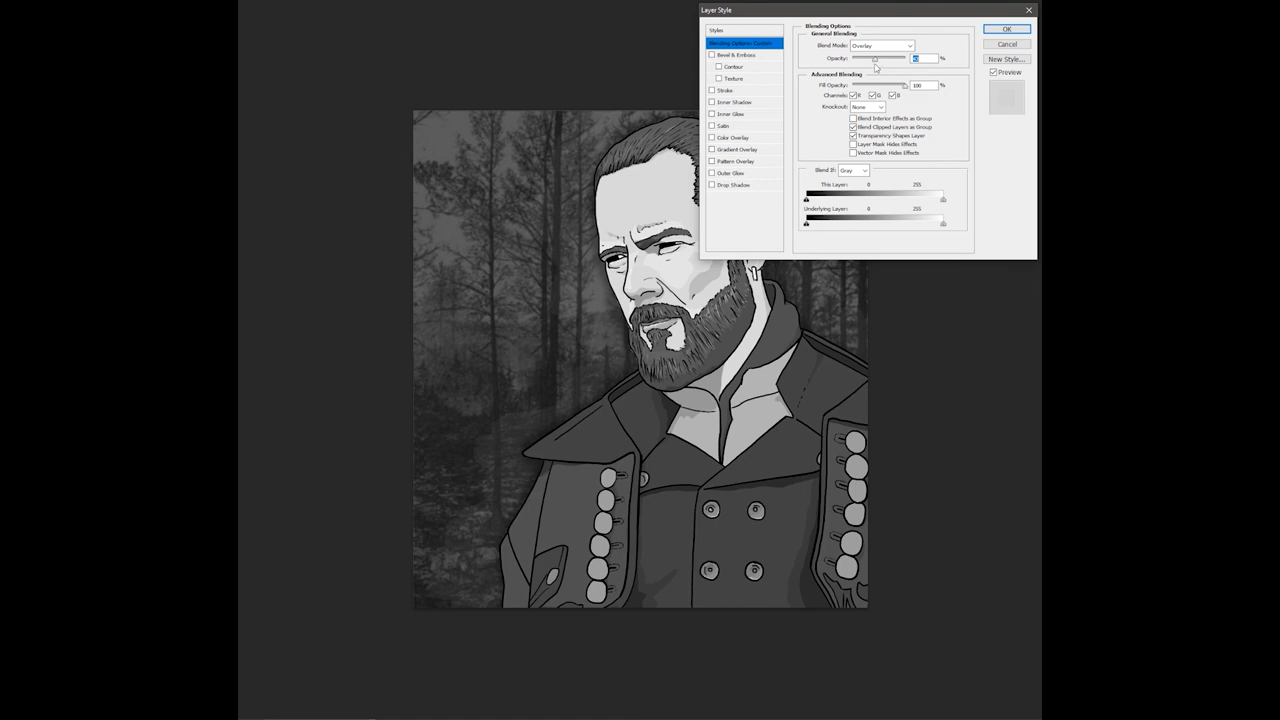 Layer Style
Styles
Blending Options: Custom
Bevel & Emboss
Contour
Texture
Stroke
Inner Shadow
Inner Glow
Satin
Color Overlay
Gradient Overlay
Pattern Overlay
Outer Glow
Drop Shadow
Blending Options
General Blending
Blend Mode: Overlay
Opacity: %
Advanced Blending
Fill Opacity: 100 %
Channels: R G B
Knockout: None
Blend Interior Effects as Group
Blend Clipped Layers as Group
Transparency Shapes Layer
Layer Mask Hides Effects
Vector Mask Hides Effects
Blend If: Gray
This Layer: 0 255
Underlying Layer: 0 255
OK
Cancel
New Style...
Preview